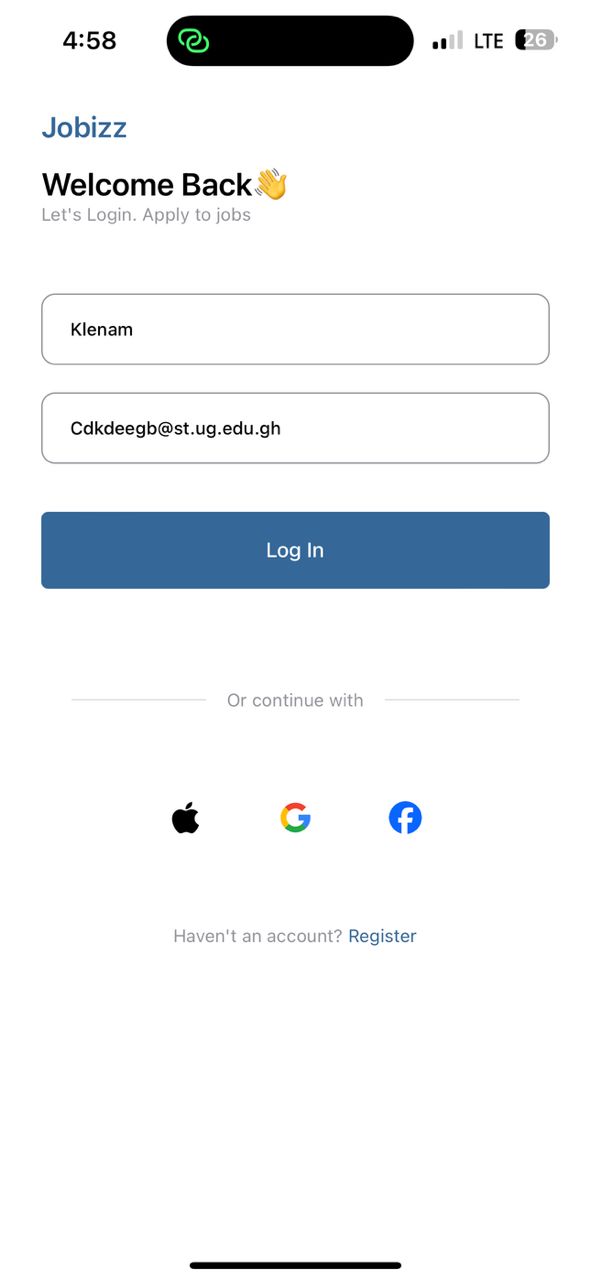 4:58 LTE 26
Jobizz
Welcome Back👋
Let's Login. Apply to jobs
Klenam
Cdkdeegb@st.ug.edu.gh
Log In
Or continue with
Haven't an account? Register